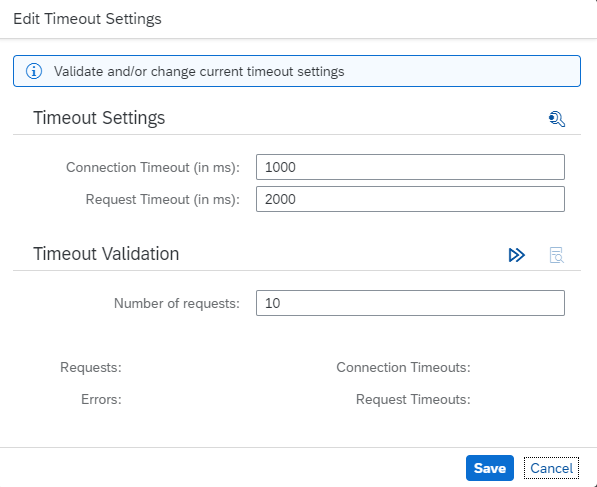 Edit Timeout Settings
Validate and/or change current timeout settings
Timeout Settings
Connection Timeout (in ms): 1000
Request Timeout (in ms): 2000
Timeout Validation
Number of requests: 10
Requests: Connection Timeouts:
Errors: Request Timeouts:
Save Cancel